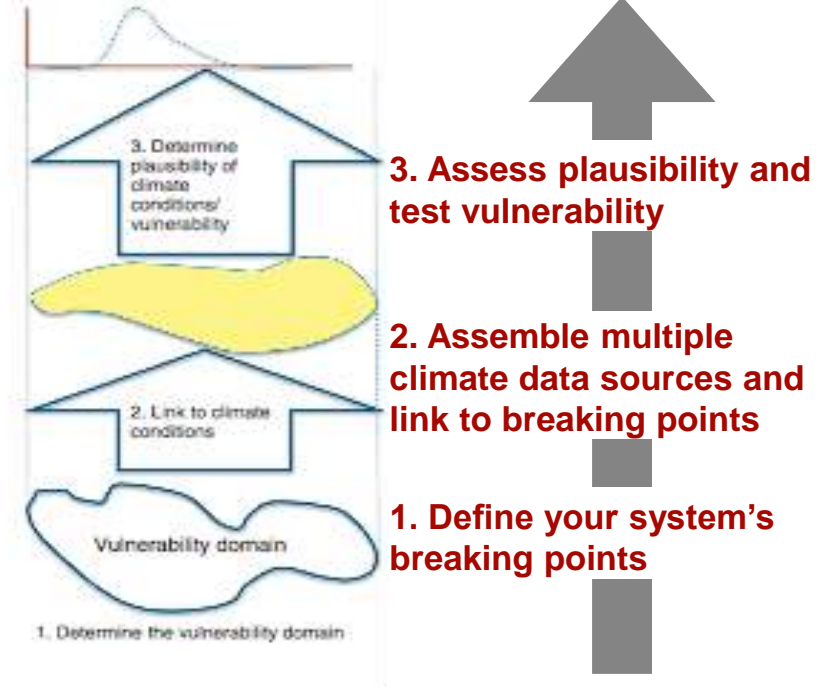 3. Determine
plausibility of
climate
conditions/
vulnerability
3. Assess plausibility and
test vulnerability
2. Link to climate
conditions
2. Assemble multiple
climate data sources and
link to breaking points
Vulnerability domain
1. Define your system's
breaking points
1. Determine the vulnerability domain